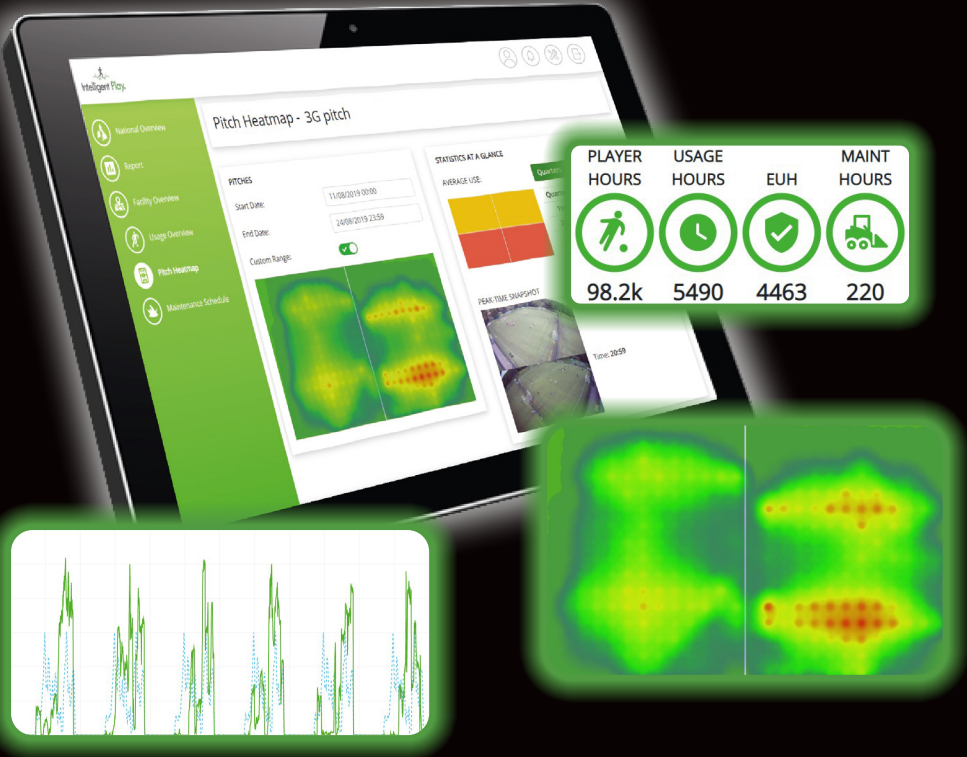 Intelligent Play.
National Overview
Report
Facility Overview
Usage Overview
Pitch Heatmap
Maintenance Schedule
Pitch Heatmap - 3G pitch
PITCHES
Start Date:
11/08/2019 00:00
End Date:
24/08/2019 23:59
Custom Range:
STATISTICS AT A GLANCE
AVERAGE USE:
PEAK-TIME SNAPSHOT
Time: 20:59
PLAYER HOURS
USAGE HOURS
EUH
MAINT HOURS
98.2k
5490
4463
220